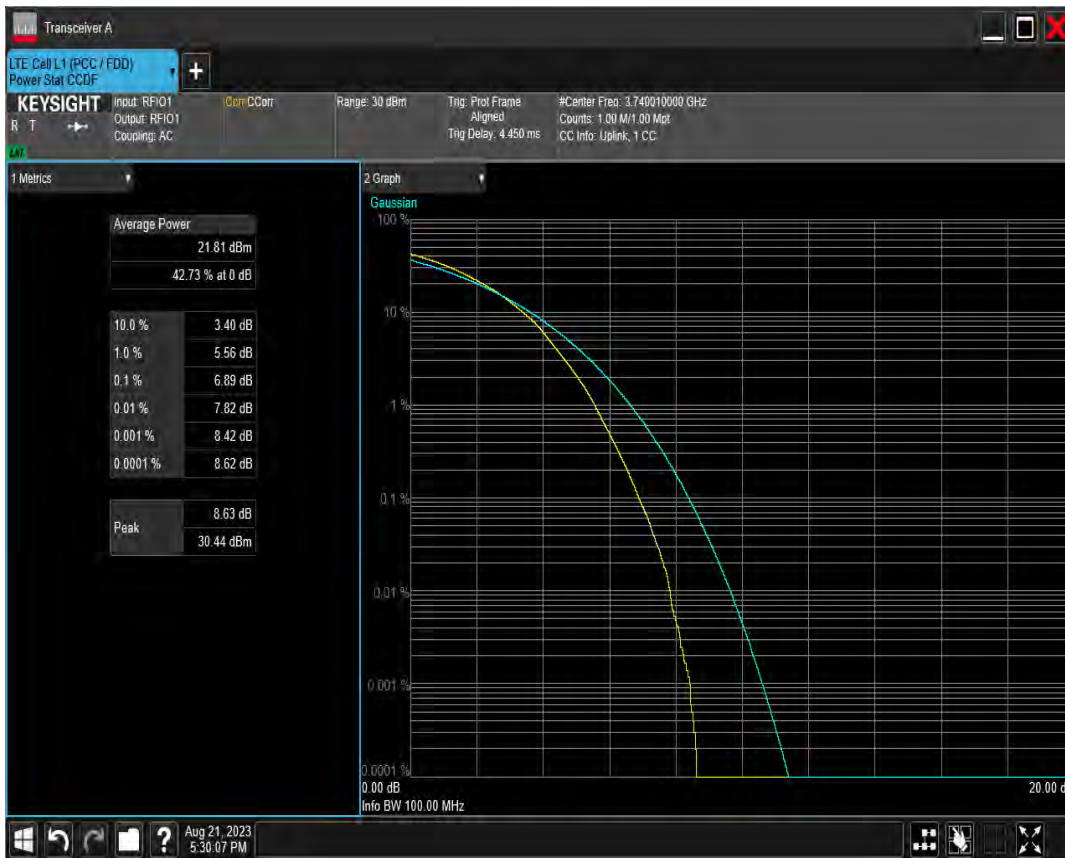 Transceiver A
LTE Cell L1 (PCC / FDD)
Power Stat CCDF
+
KEYSIGHT
R T
LXI
Input: RFIO1
Output: RFIO1
Coupling: AC
Corr CCorr
Range: 30 dBm
Trig: Prot Frame
Aligned
Trig Delay: 4.450 ms
#Center Freq: 3.740010000 GHz
Counts: 1.00 M/1.00 Mpt
CC Info: Uplink, 1 CC
1 Metrics
Average Power
21.81 dBm
42.73 % at 0 dB
10.0 % 3.40 dB
1.0 % 5.56 dB
0.1 % 6.89 dB
0.01 % 7.82 dB
0.001 % 8.42 dB
0.0001 % 8.62 dB
Peak
8.63 dB
30.44 dBm
2 Graph
Gaussian
100 %
10 %
1 %
0.1 %
0.01 %
0.001 %
0.0001 %
0.00 dB
20.00 d
Info BW 100.00 MHz
?
Aug 21, 2023
5:30:07 PM